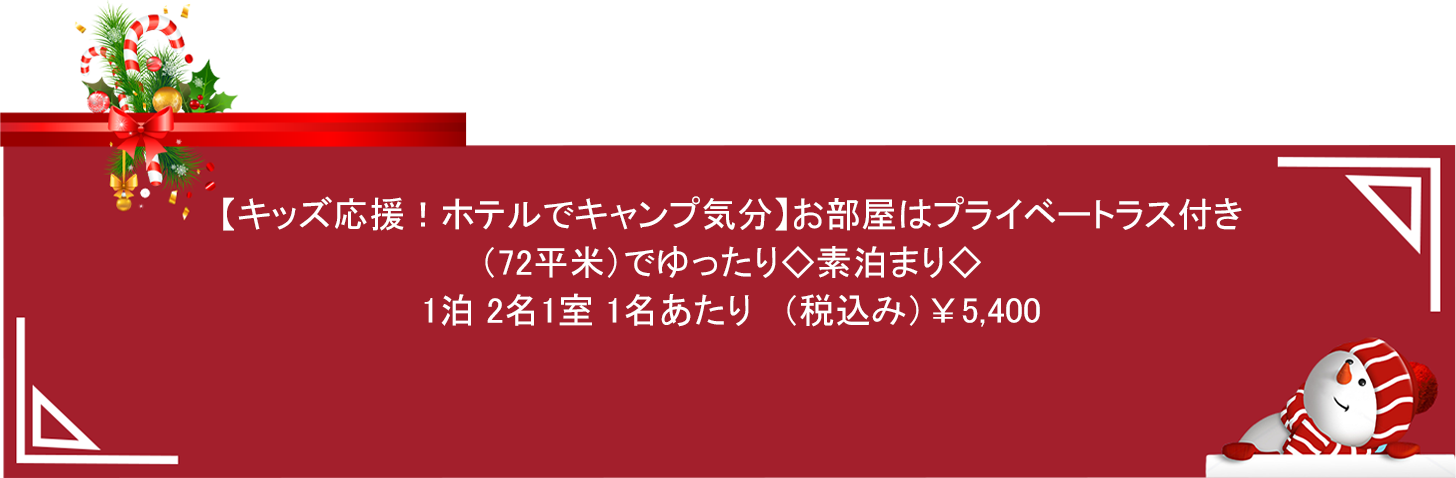 【キッズ応援！ホテルでキャンプ気分】お部屋はプライベートラス付き
（72平米）でゆったり◇素泊まり◇
1泊 2名1室 1名あたり　（税込み）￥5,400